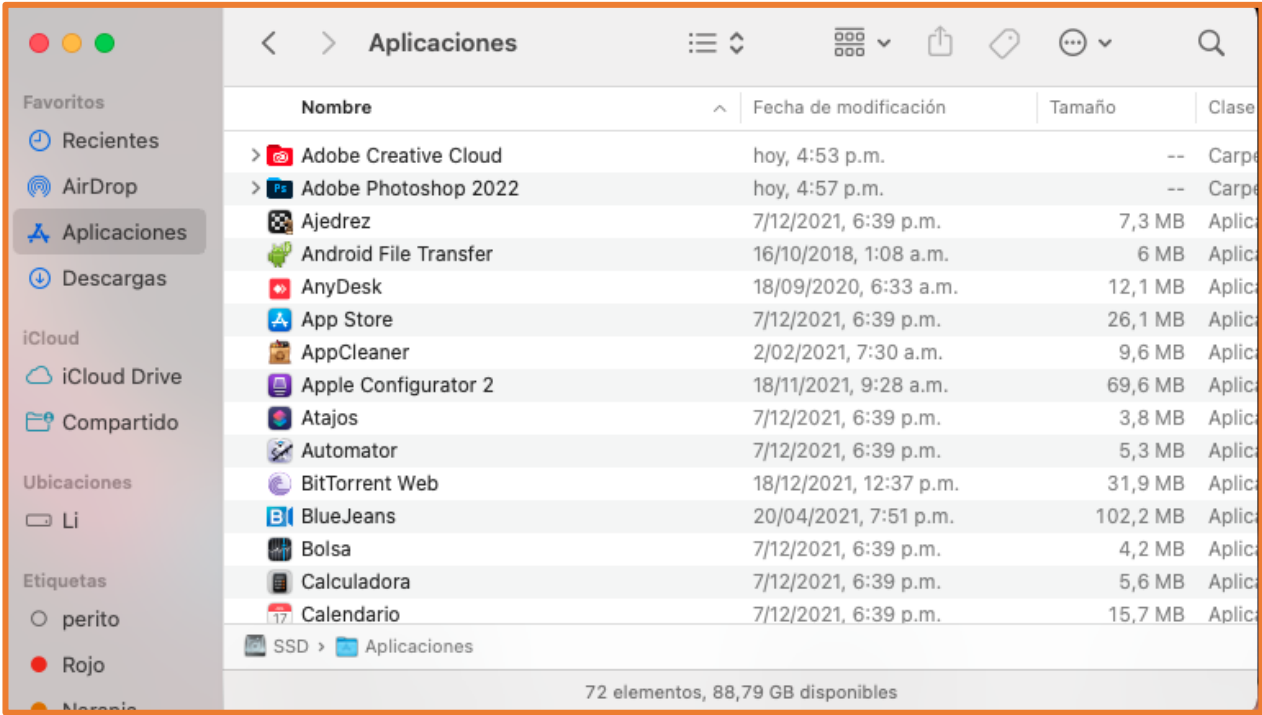 Aplicaciones
Favoritos
Recientes
AirDrop
Aplicaciones
Descargas
iCloud
iCloud Drive
Compartido
Ubicaciones
Li
Etiquetas
perito
Rojo
Naranja
Nombre Fecha de modificación Tamaño Clase
Adobe Creative Cloud hoy, 4:53 p.m. -- Carpe
Ps Adobe Photoshop 2022 hoy, 4:57 p.m. -- Carpe
Ajedrez 7/12/2021, 6:39 p.m. 7,3 MB Aplica
Android File Transfer 16/10/2018, 1:08 a.m. 6 MB Aplica
AnyDesk 18/09/2020, 6:33 a.m. 12,1 MB Aplica
App Store 7/12/2021, 6:39 p.m. 26,1 MB Aplica
AppCleaner 2/02/2021, 7:30 a.m. 9,6 MB Aplica
Apple Configurator 2 18/11/2021, 9:28 a.m. 69,6 MB Aplica
Atajos 7/12/2021, 6:39 p.m. 3,8 MB Aplica
Automator 7/12/2021, 6:39 p.m. 5,3 MB Aplica
BitTorrent Web 18/12/2021, 12:37 p.m. 31,9 MB Aplica
B BlueJeans 20/04/2021, 7:51 p.m. 102,2 MB Aplica
Bolsa 7/12/2021, 6:39 p.m. 4,2 MB Aplica
Calculadora 7/12/2021, 6:39 p.m. 5,6 MB Aplica
17 Calendario 7/12/2021, 6:39 p.m. 15,7 MB Aplica
SSD › Aplicaciones
72 elementos, 88,79 GB disponibles